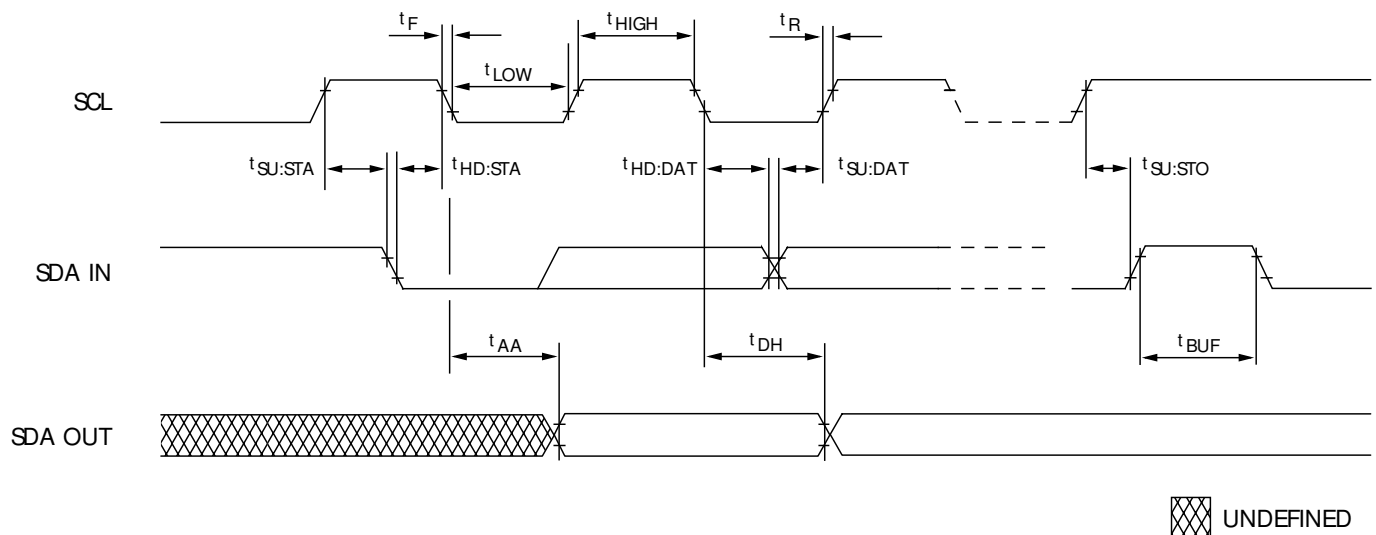 tF
tHIGH
tR
tLOW
SCL
tSU:STA
tHD:STA
tHD:DAT
tSU:DAT
tSU:STO
SDA IN
tAA
tDH
tBUF
SDA OUT
UNDEFINED